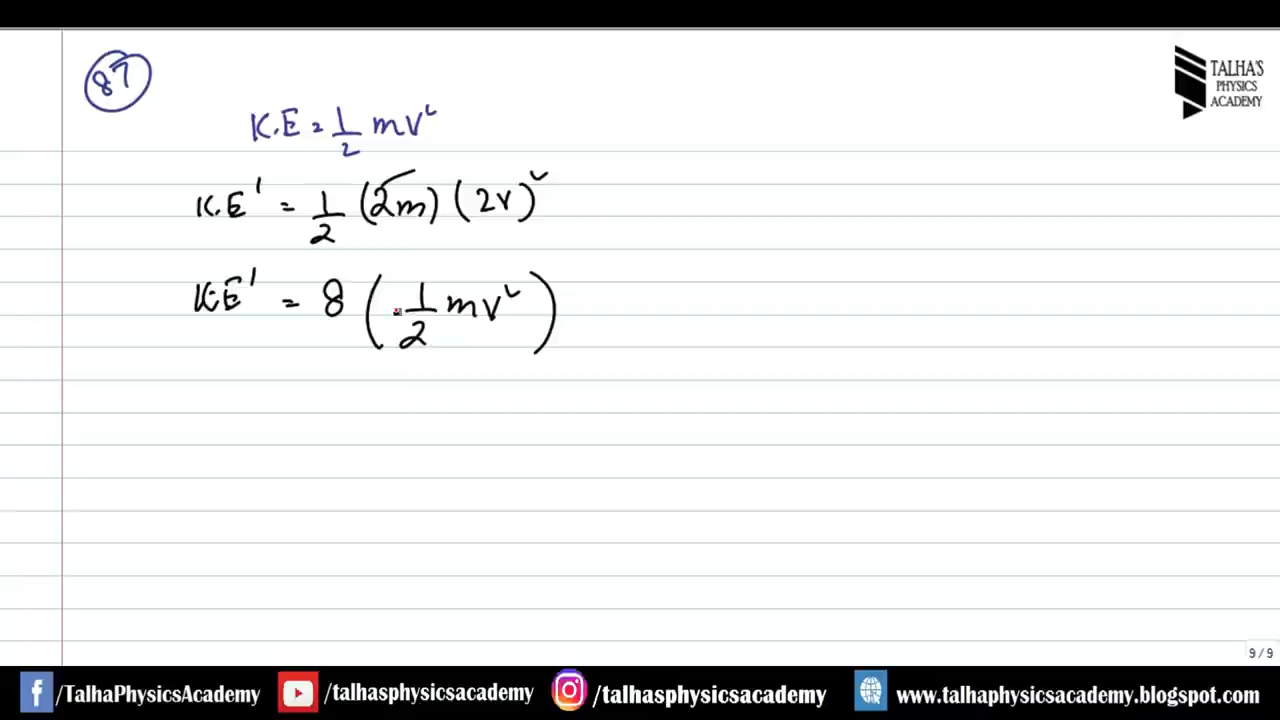 87
TALHA'S
PHYSICS
ACADEMY
K.E = 1/2 mv²
K.E' = 1/2 (2m) (2v)²
K.E' = 8 (1/2 mv²)
9 / 9
/TalhaPhysicsAcademy
/talhasphysicsacademy
/talhasphysicsacademy
www.talhaphysicsacademy.blogspot.com